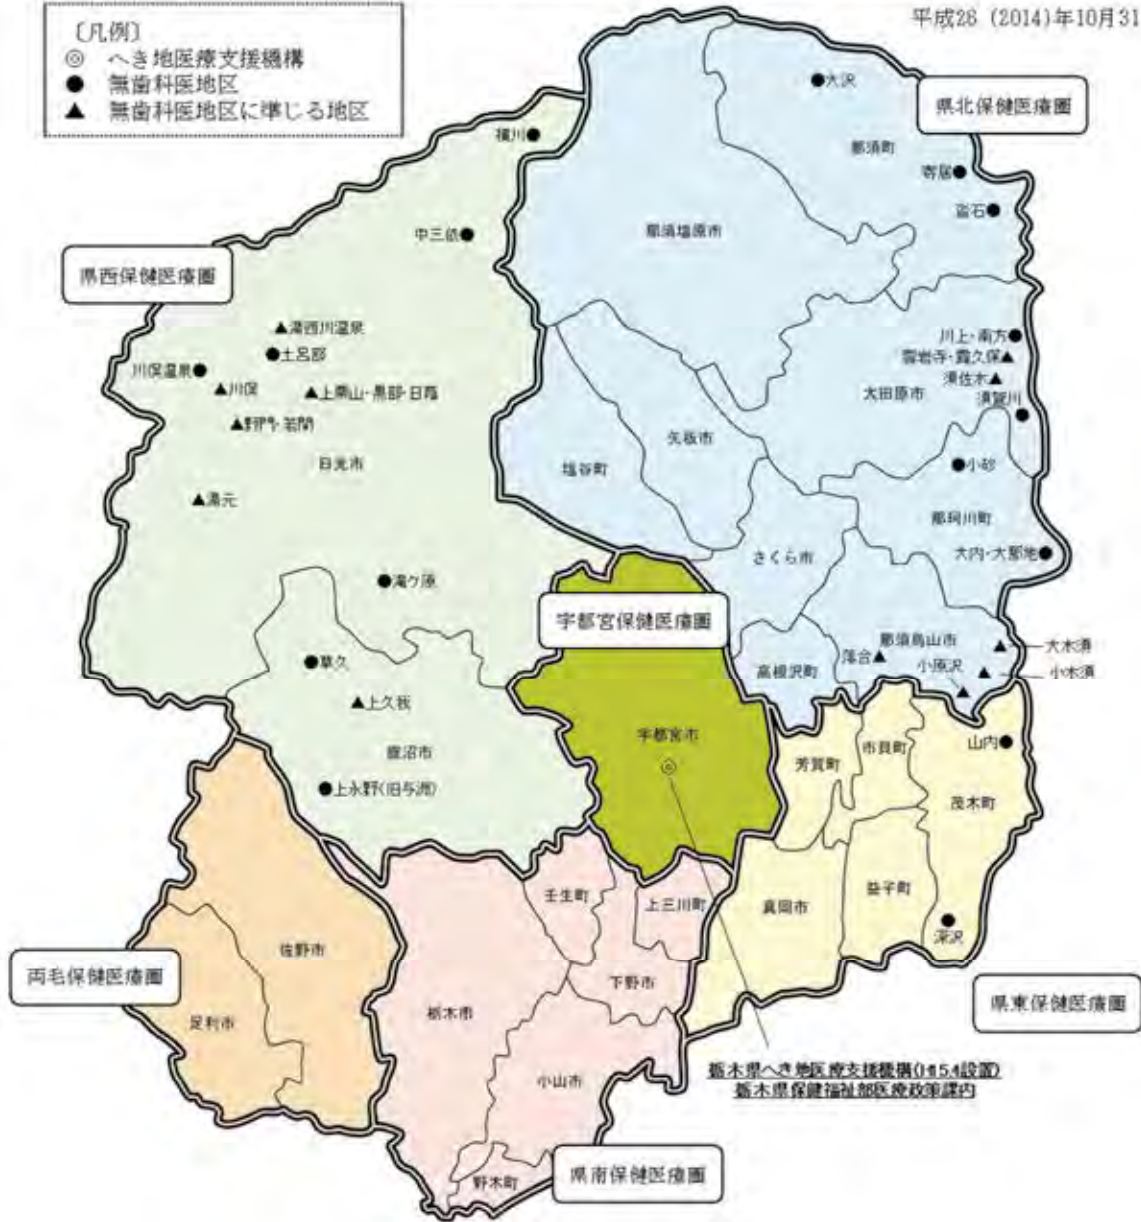 平成26 (2014)年10月31
〔凡例〕
◎ へき地医療支援機構
● 無歯科医地区
▲ 無歯科医地区に準じる地区
県北保健医療圏
●大沢
横川●
那須町
寄居●
沓石●
中三依●
那須塩原市
県西保健医療圏
▲湯西川温泉
●土呂部
川俣温泉●
▲川俣
▲上栗山・黒部・日蔭
▲野門・若間
日光市
▲湯元
川上・南方●
雲岩寺・霞久保▲
須佐木▲
大田原市
須賀川
●
矢板市
塩谷町
●小砂
那珂川町
さくら市
大内・大那地●
●滝ケ原
宇都宮保健医療圏
那須烏山市
▲ 大木須
落合▲
小原沢
▲ 小木須
▲
高根沢町
●草久
▲上久我
鹿沼市
●上永野(旧与洲)
宇都宮市
◎
芳賀町
市貝町
山内●
茂木町
壬生町
上三川町
真岡市
益子町
●
深沢
佐野市
両毛保健医療圏
足利市
栃木市
下野市
県東保健医療圏
小山市
栃木県へき地医療支援機構(H15.4設置)
栃木県保健福祉部医療政策課内
野木町
県南保健医療圏